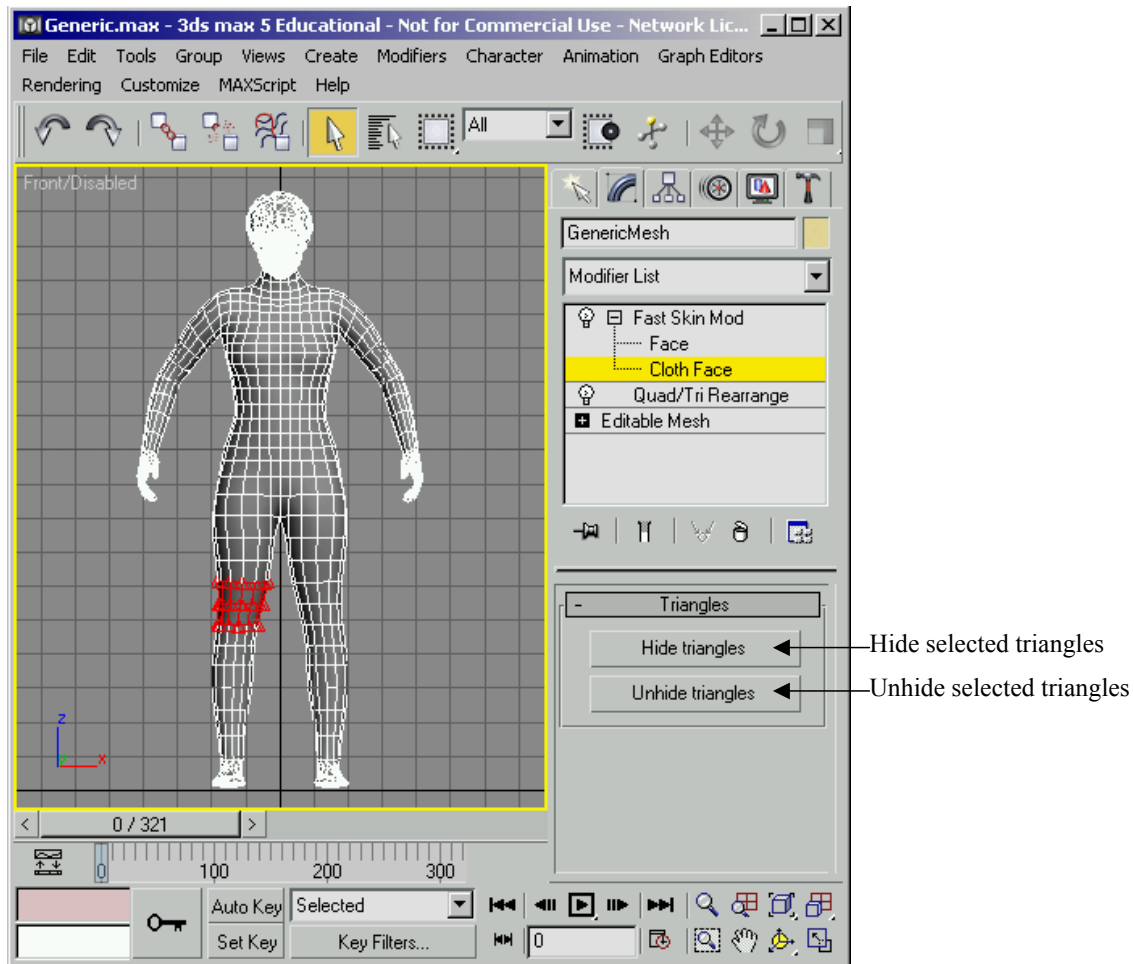 Generic.max - 3ds max 5 Educational - Not for Commercial Use - Network Lic...
File Edit Tools Group Views Create Modifiers Character Animation Graph Editors
Rendering Customize MAXScript Help
All
Front/Disabled
GenericMesh
Modifier List
Fast Skin Mod
Face
Cloth Face
Quad/Tri Rearrange
Editable Mesh
- Triangles
Hide triangles
Hide selected triangles
Unhide triangles
Unhide selected triangles
z
y
x
< 0 / 321 >
0 100 200 300
Auto Key Selected
Set Key Key Filters... 0